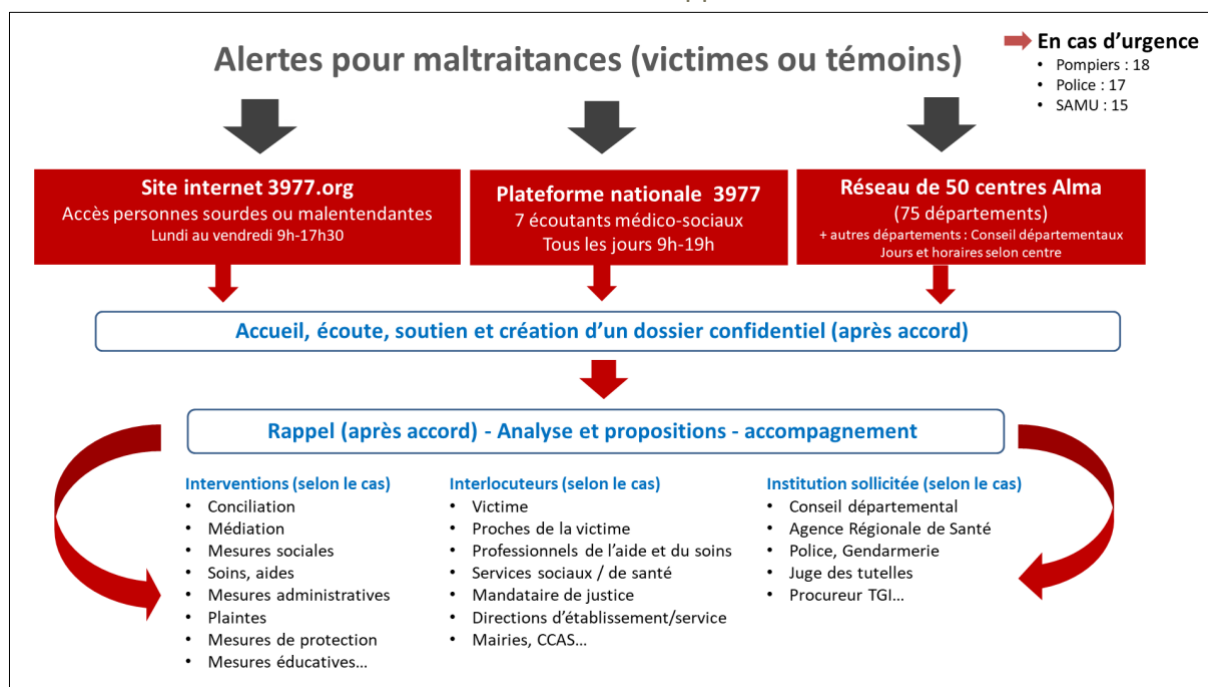 Alertes pour maltraitances (victimes ou témoins)
En cas d’urgence
• Pompiers : 18
• Police : 17
• SAMU : 15
Site internet 3977.org
Accès personnes sourdes ou malentendantes
Lundi au vendredi 9h-17h30
Plateforme nationale 3977
7 écoutants médico-sociaux
Tous les jours 9h-19h
Réseau de 50 centres Alma
(75 départements)
+ autres départements : Conseil départementaux
Jours et horaires selon centre
Accueil, écoute, soutien et création d’un dossier confidentiel (après accord)
Rappel (après accord) - Analyse et propositions - accompagnement
Interventions (selon le cas)
• Conciliation
• Médiation
• Mesures sociales
• Soins, aides
• Mesures administratives
• Plaintes
• Mesures de protection
• Mesures éducatives…
Interlocuteurs (selon le cas)
• Victime
• Proches de la victime
• Professionnels de l’aide et du soins
• Services sociaux / de santé
• Mandataire de justice
• Directions d’établissement/service
• Mairies, CCAS…
Institution sollicitée (selon le cas)
• Conseil départemental
• Agence Régionale de Santé
• Police, Gendarmerie
• Juge des tutelles
• Procureur TGI…